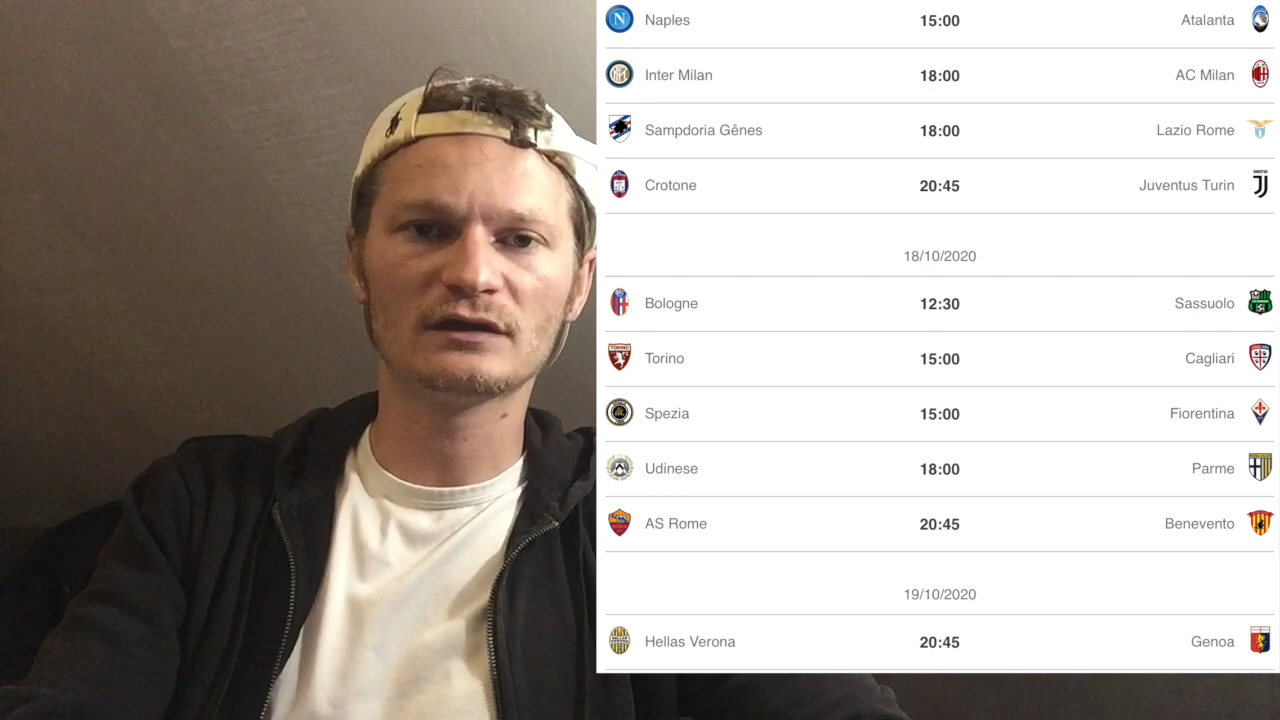 Naples 15:00 Atalanta
Inter Milan 18:00 AC Milan
Sampdoria Gênes 18:00 Lazio Rome
Crotone 20:45 Juventus Turin
18/10/2020
Bologne 12:30 Sassuolo
Torino 15:00 Cagliari
Spezia 15:00 Fiorentina
Udinese 18:00 Parme
AS Rome 20:45 Benevento
19/10/2020
Hellas Verona 20:45 Genoa